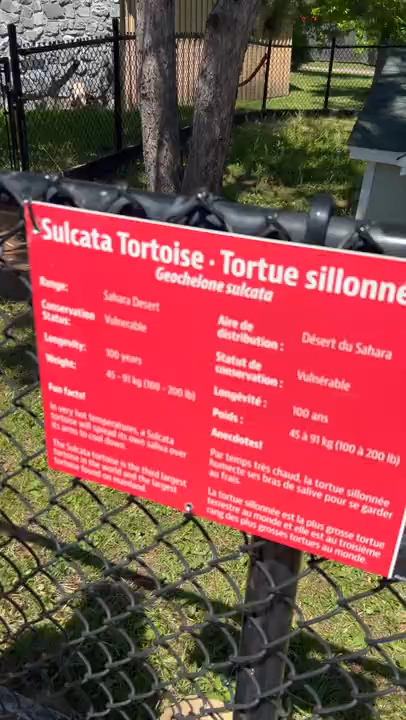 Sulcata Tortoise · Tortue sillonne
Geochelone sulcata
Range: Sahara Desert
Conservation
Status: Vulnerable
Longevity: 100 years
Weight: 45 - 91 kg (100 - 200 lb)
Fun facts!
In very hot temperatures, a Sulcata
tortoise will spread its own saliva over
its arms to cool down.
The Sulcata tortoise is the third largest
tortoise in the world and the largest
tortoise found on mainland.
Aire de
distribution : Désert du Sahara
Statut de
conservation : Vulnérable
Longévité : 100 ans
Poids : 45 à 91 kg (100 à 200 lb)
Anecdotes!
Par temps très chaud, la tortue sillonnée
humecte ses bras de salive pour se garder
au frais.
La tortue sillonnée est la plus grosse tortue
terrestre au monde et elle est au troisième
rang des plus grosses tortues au monde.